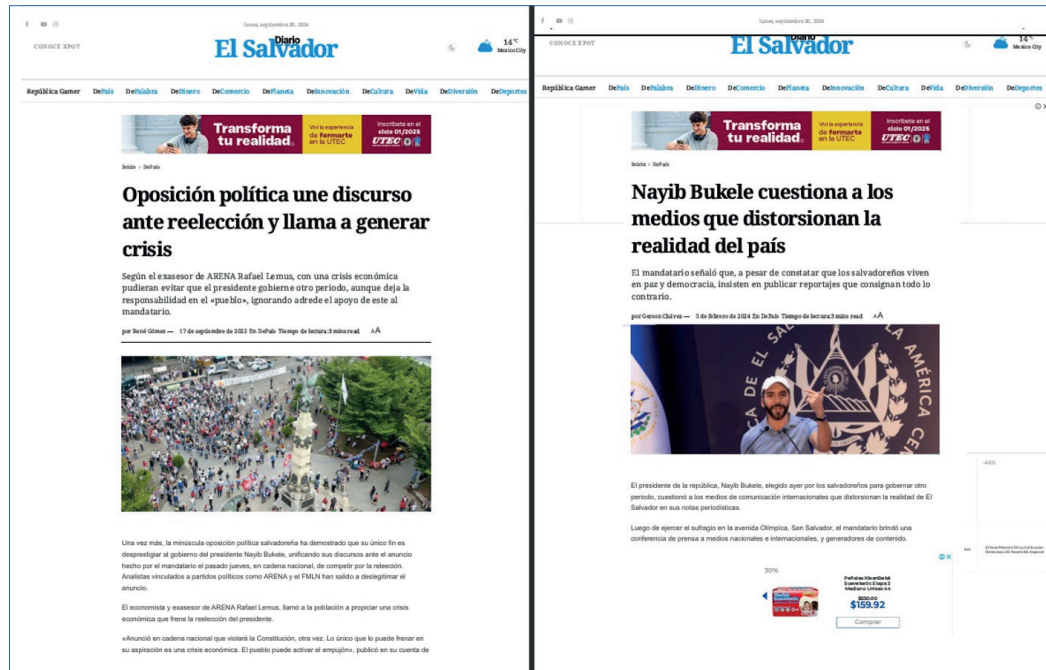 lunes, septiembre 30, 2024
CONOCE XPOT
Diario
El Salvador
14°C
Mexico City
República Gamer DePaís DePalabra DeDinero DeComercio DePlaneta DeInnovación DeCultura DeVida DeDiversión DeDeportes
Transforma
tu realidad
Viví la experiencia
de formarte
en la UTEC
Inscríbete en el
ciclo 01/2025
UTEC
Inicio > DePaís
Oposición política une discurso
ante reelección y llama a generar
crisis
Según el exasesor de ARENA Rafael Lemus, con una crisis económica
pudieran evitar que el presidente gobierne otro periodo, aunque deja la
responsabilidad en el «pueblo», ignorando adrede el apoyo de este al
mandatario.
por René Gómez — 17 de septiembre de 2022 En DePaís Tiempo de lectura:3 mins read AA
Una vez más, la minúscula oposición política salvadoreña ha demostrado que su único fin es
desprestigiar al gobierno del presidente Nayib Bukele, unificando sus discursos ante el anuncio
hecho por el mandatario el pasado jueves, en cadena nacional, de competir por la relección.
Analistas vinculados a partidos políticos como ARENA y el FMLN han salido a deslegitimar el
anuncio.
El economista y exasesor de ARENA Rafael Lemus, llamó a la población a propiciar una crisis
económica que frene la reelección del presidente.
«Anunció en cadena nacional que violará la Constitución, otra vez. Lo único que lo puede frenar en
su aspiración es una crisis económica. El pueblo puede activar el empujón», publicó en su cuenta de
lunes, septiembre 30, 2024
CONOCE XPOT
Diario
El Salvador
14°C
Mexico City
República Gamer DePaís DePalabra DeDinero DeComercio DePlaneta DeInnovación DeCultura DeVida DeDiversión DeDeportes
Transforma
tu realidad
Viví la experiencia
de formarte
en la UTEC
Inscríbete en el
ciclo 01/2025
UTEC
Inicio > DePaís
Nayib Bukele cuestiona a los
medios que distorsionan la
realidad del país
El mandatario señaló que, a pesar de constatar que los salvadoreños viven
en paz y democracia, insisten en publicar reportajes que consignan todo lo
contrario.
por Gerson Chávez — 5 de febrero de 2024 En DePaís Tiempo de lectura:3 mins read AA
DE EL SAL
AMÉRICA CEN
El presidente de la república, Nayib Bukele, elegido ayer por los salvadoreños para gobernar otro
periodo, cuestionó a los medios de comunicación internacionales que distorsionan la realidad de El
Salvador en sus notas periodísticas.
Luego de ejercer el sufragio en la avenida Olímpica, San Salvador, el mandatario brindó una
conferencia de prensa a medios nacionales e internacionales, y generadores de contenido.
-44%
30%
Pañales KleenBebé
Suavelastic Etapa 3
Mediano Unisex 44
$159.92
Comprar